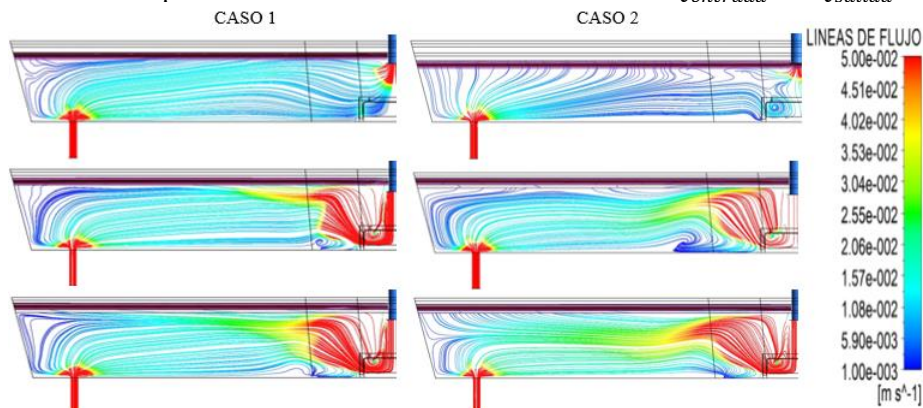 CASO 1
CASO 2
LINEAS DE FLUJO
5.00e-002
4.51e-002
4.02e-002
3.53e-002
3.04e-002
2.55e-002
2.06e-002
1.57e-002
1.08e-002
5.90e-003
1.00e-003
[m s^-1]